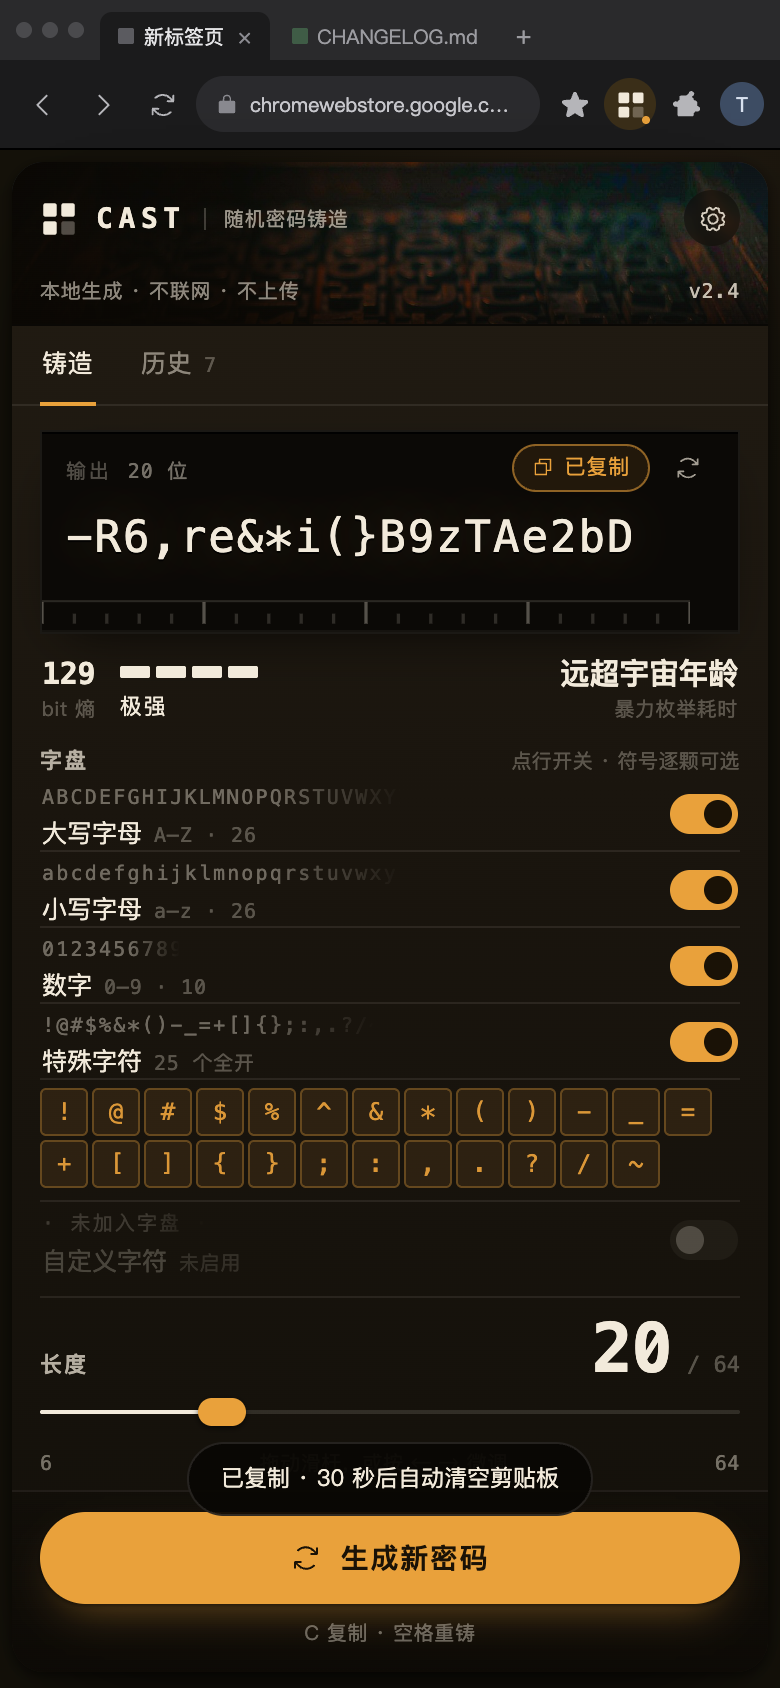 新标签页 × CHANGELOG.md +
chromewebstore.google.c... T
CAST 随机密码铸造
本地生成 · 不联网 · 不上传 v2.4
铸造 历史 7
输出 20 位 已复制
–R6,re&*i(}B9zTAe2bD
129 远超宇宙年龄
bit 熵 极强 暴力枚举耗时
字盘 点行开关 · 符号逐颗可选
ABCDEFGHIJKLMNOPQRSTUVWXY
大写字母 A–Z · 26
abcdefghijklmnopqrstuvwxy
小写字母 a–z · 26
0123456789
数字 0–9 · 10
!@#$%&*()-_=+[]{};:,.?/
特殊字符 25 个全开
! @ # $ % ^ & * ( ) – _ =
+ [ ] { } ; : , . ? / ~
· 未加入字盘
自定义字符 未启用
长度 20 / 64
6 64
已复制 · 30 秒后自动清空剪贴板
生成新密码
C 复制 · 空格重铸